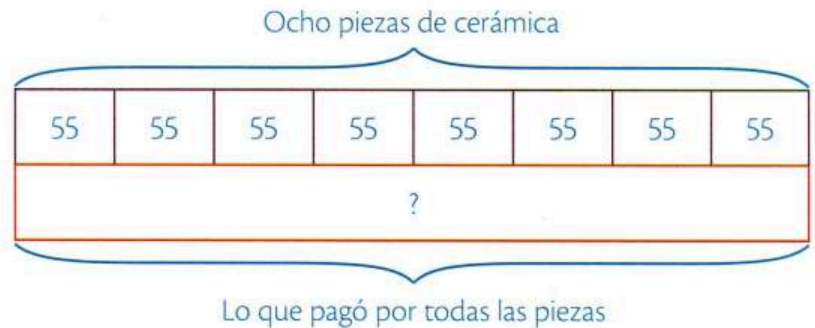 Ocho piezas de cerámica
55 55 55 55 55 55 55 55
?
Lo que pagó por todas las piezas